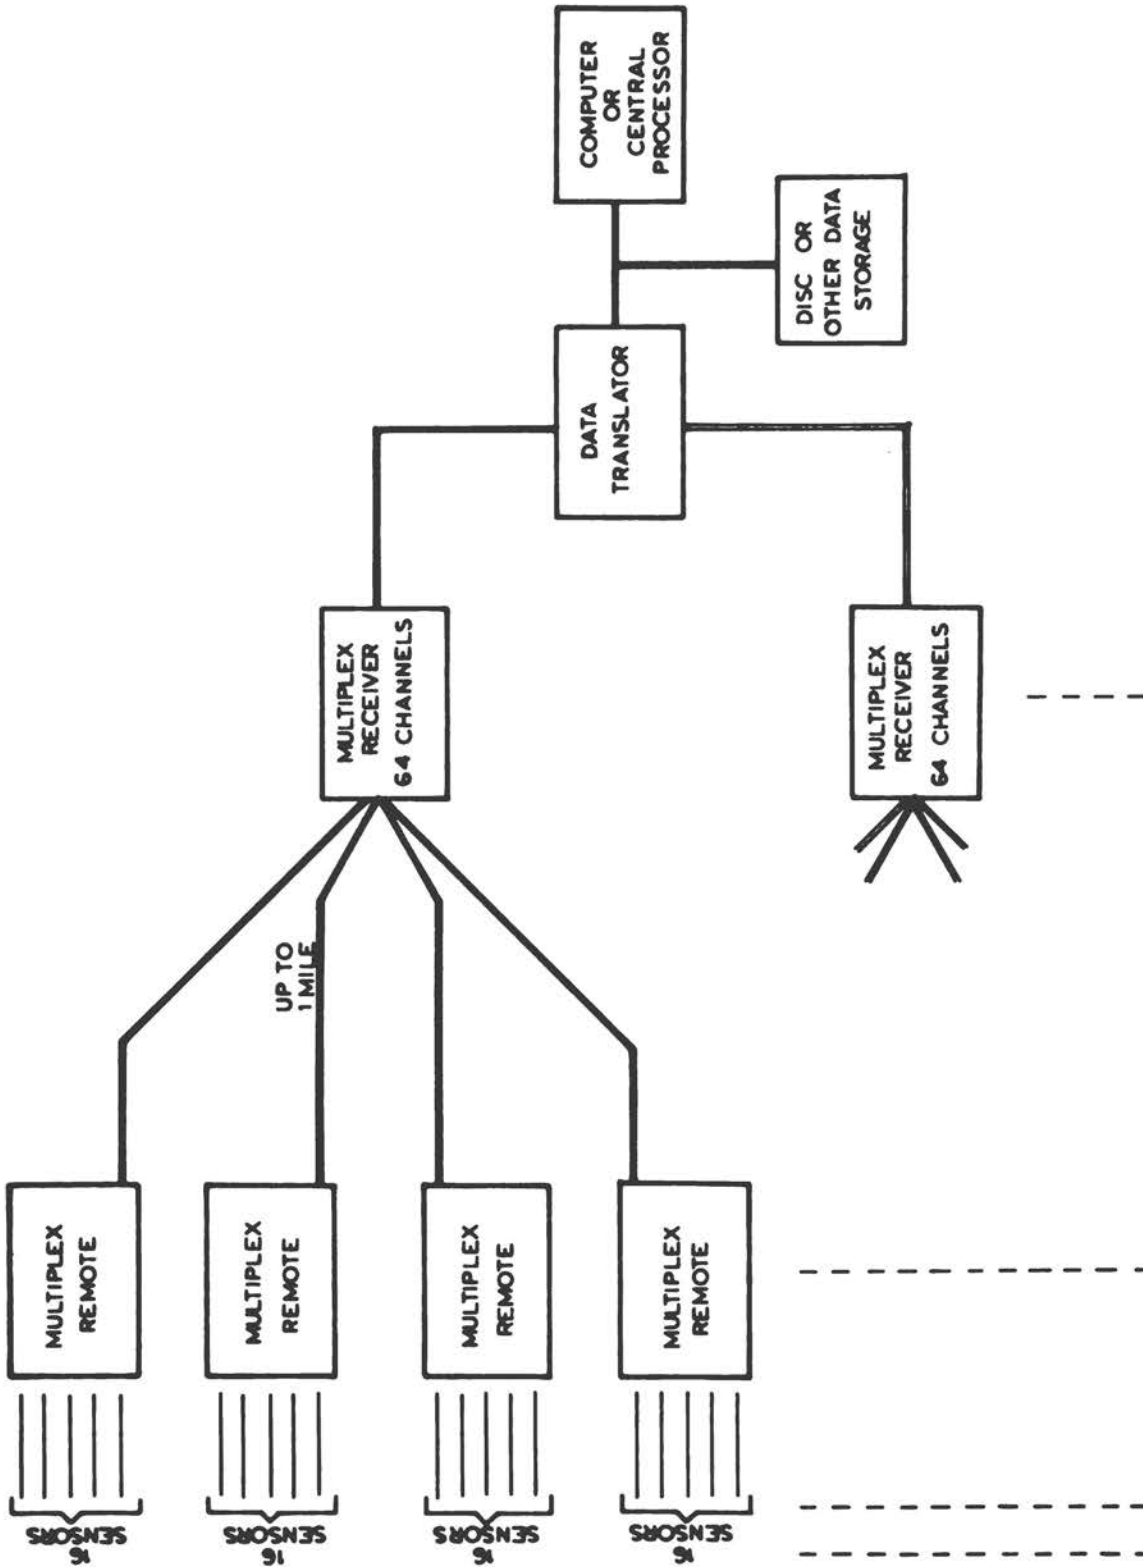 16
SENSORS
16
SENSORS
16
SENSORS
16
SENSORS
MULTIPLEX
REMOTE
MULTIPLEX
REMOTE
MULTIPLEX
REMOTE
MULTIPLEX
REMOTE
UP TO
1 MILE
MULTIPLEX
RECEIVER
64 CHANNELS
MULTIPLEX
RECEIVER
64 CHANNELS
DATA
TRANSLATOR
COMPUTER
OR
CENTRAL
PROCESSOR
DISC OR
OTHER DATA
STORAGE